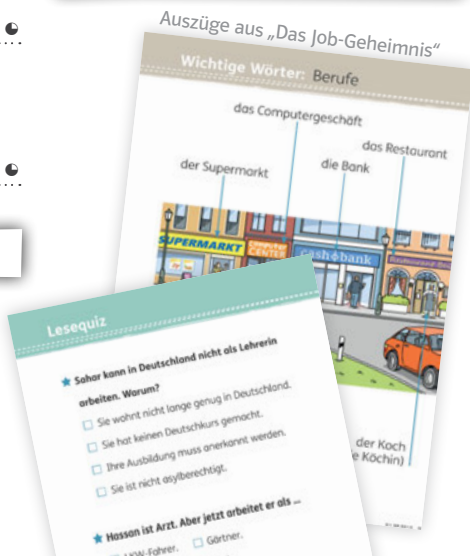 Auszüge aus „Das Job-Geheimnis“
Wichtige Wörter: Berufe
das Computergeschäft
das Restaurant
die Bank
der Supermarkt
SUPERMARKT
COMPUTER
CENTER
cash bank
Restaurant
der Koch
Köchin)
Lesequiz
Sahar kann in Deutschland nicht als Lehrerin
arbeiten. Warum?
Sie wohnt nicht lange genug in Deutschland.
Sie hat keinen Deutschkurs gemacht.
Ihre Ausbildung muss anerkannt werden.
Sie ist nicht asylberechtigt.
Hassan ist Arzt. Aber jetzt arbeitet er als ...
LKW-Fahrer. Gärtner.